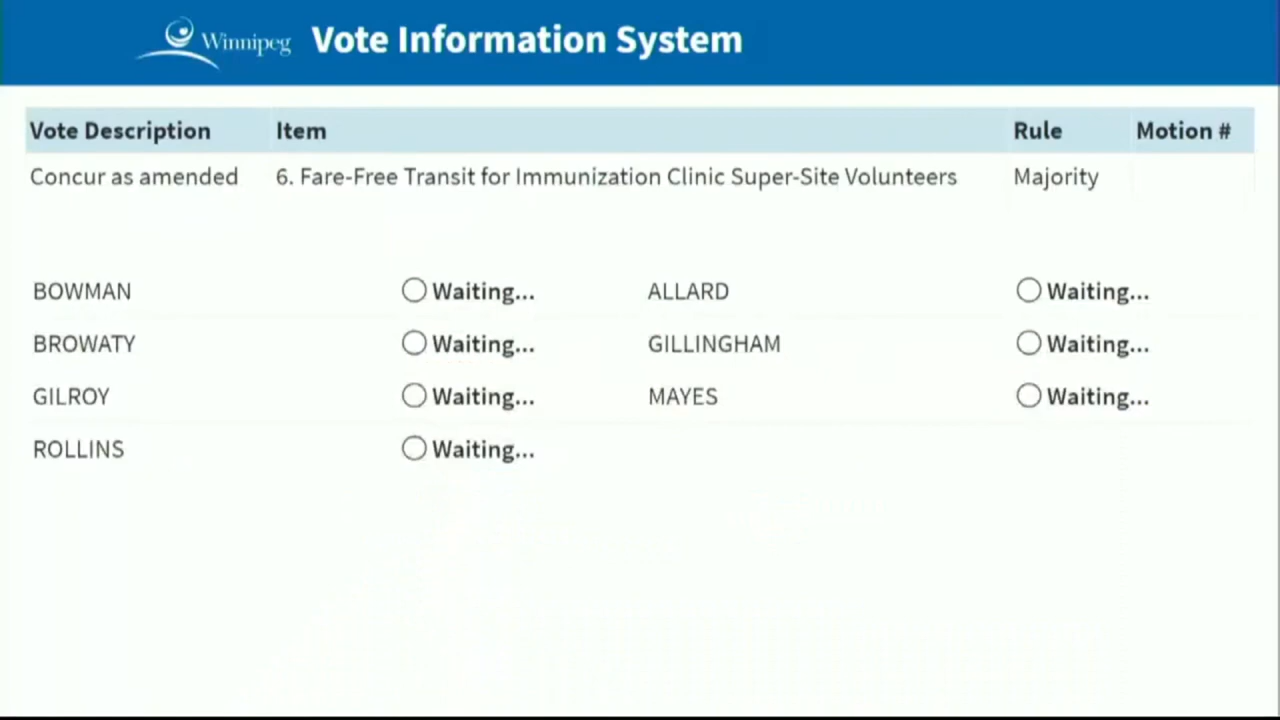 Winnipeg Vote Information System
Vote Description Item Rule Motion #
Concur as amended 6. Fare-Free Transit for Immunization Clinic Super-Site Volunteers Majority
BOWMAN Waiting... ALLARD Waiting...
BROWATY Waiting... GILLINGHAM Waiting...
GILROY Waiting... MAYES Waiting...
ROLLINS Waiting...